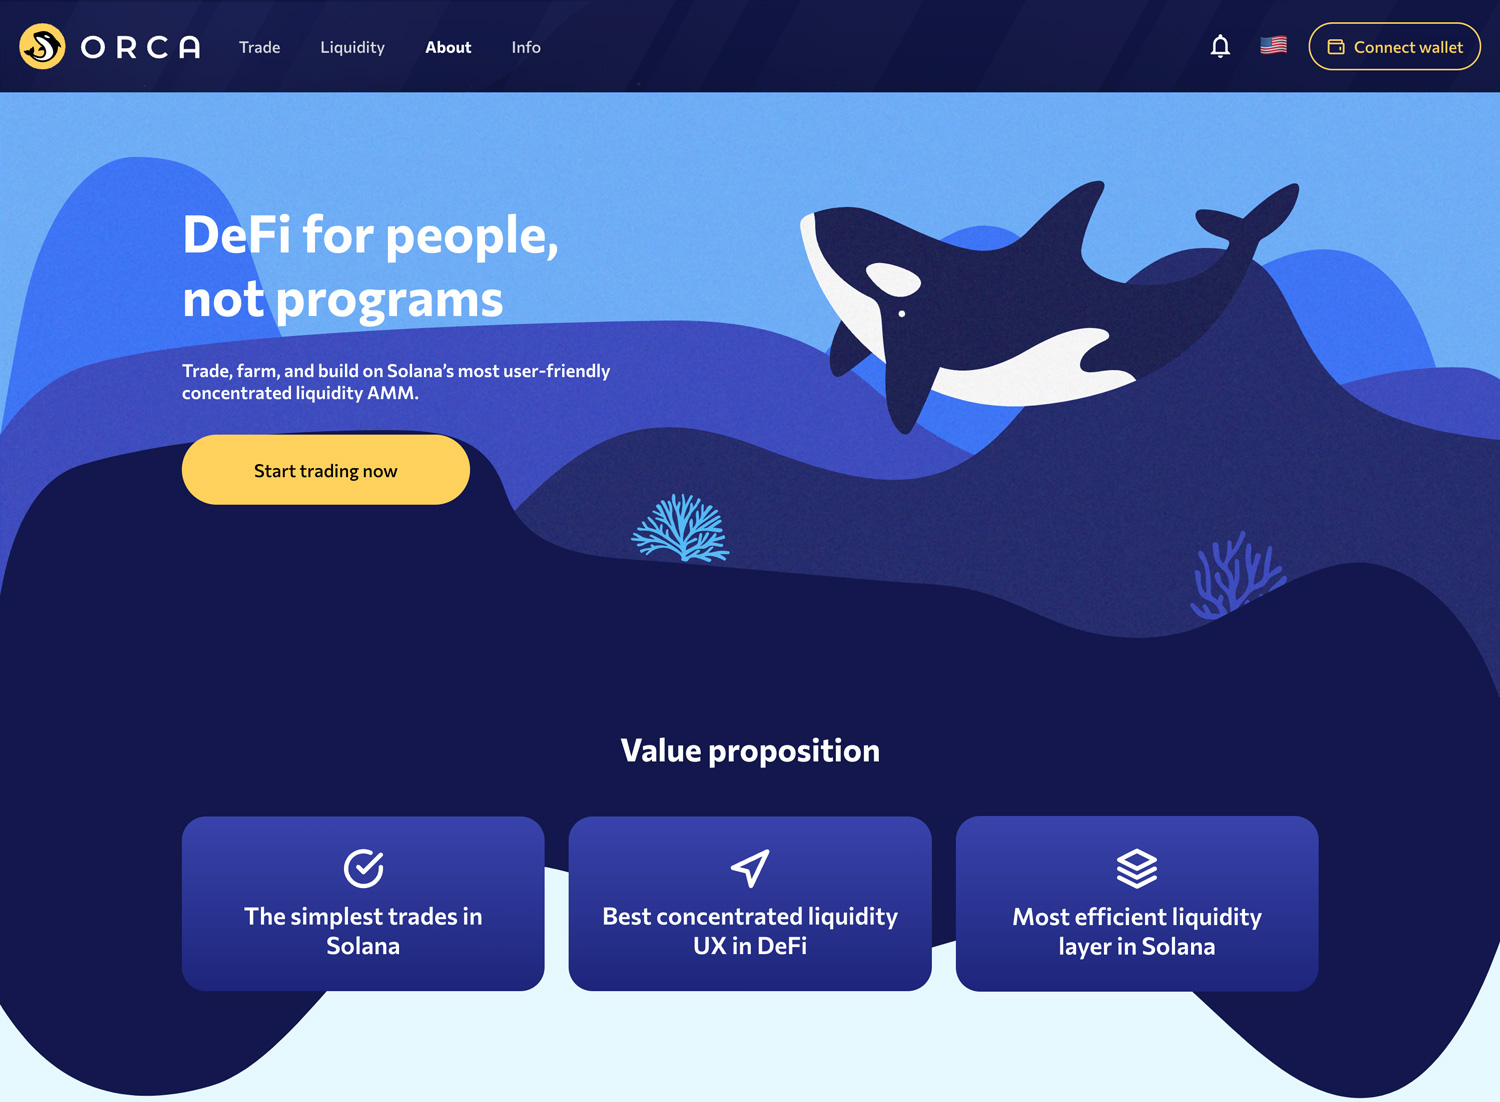 ORCA
Trade
Liquidity
About
Info
Connect wallet
DeFi for people,
not programs
Trade, farm, and build on Solana’s most user-friendly
concentrated liquidity AMM.
Start trading now
Value proposition
The simplest trades in
Solana
Best concentrated liquidity
UX in DeFi
Most efficient liquidity
layer in Solana